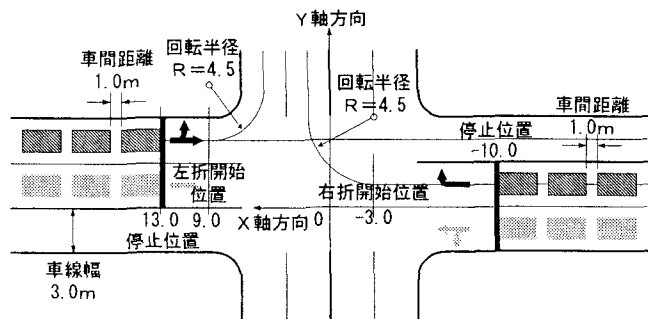 Y軸方向
車間距離
1.0m
回転半径
R=4.5
回転半径
R=4.5
車間距離
1.0m
停止位置
-10.0
左折開始
位置
右折開始位置
13.0
9.0
X軸方向
0
-3.0
停止位置
車線幅
3.0m